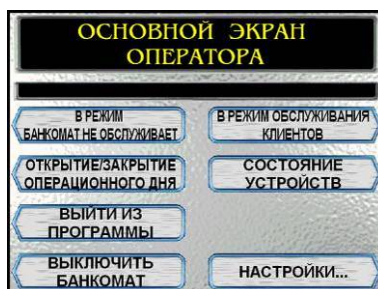 ОСНОВНОЙ ЭКРАН
ОПЕРАТОРА
В РЕЖИМ
БАНКОМАТ НЕ ОБСЛУЖИВАЕТ
В РЕЖИМ ОБСЛУЖИВАНИЯ
КЛИЕНТОВ
ОТКРЫТИЕ/ЗАКРЫТИЕ
ОПЕРАЦИОННОГО ДНЯ
СОСТОЯНИЕ
УСТРОЙСТВ
ВЫЙТИ ИЗ
ПРОГРАММЫ
ВЫКЛЮЧИТЬ
БАНКОМАТ
НАСТРОЙКИ...